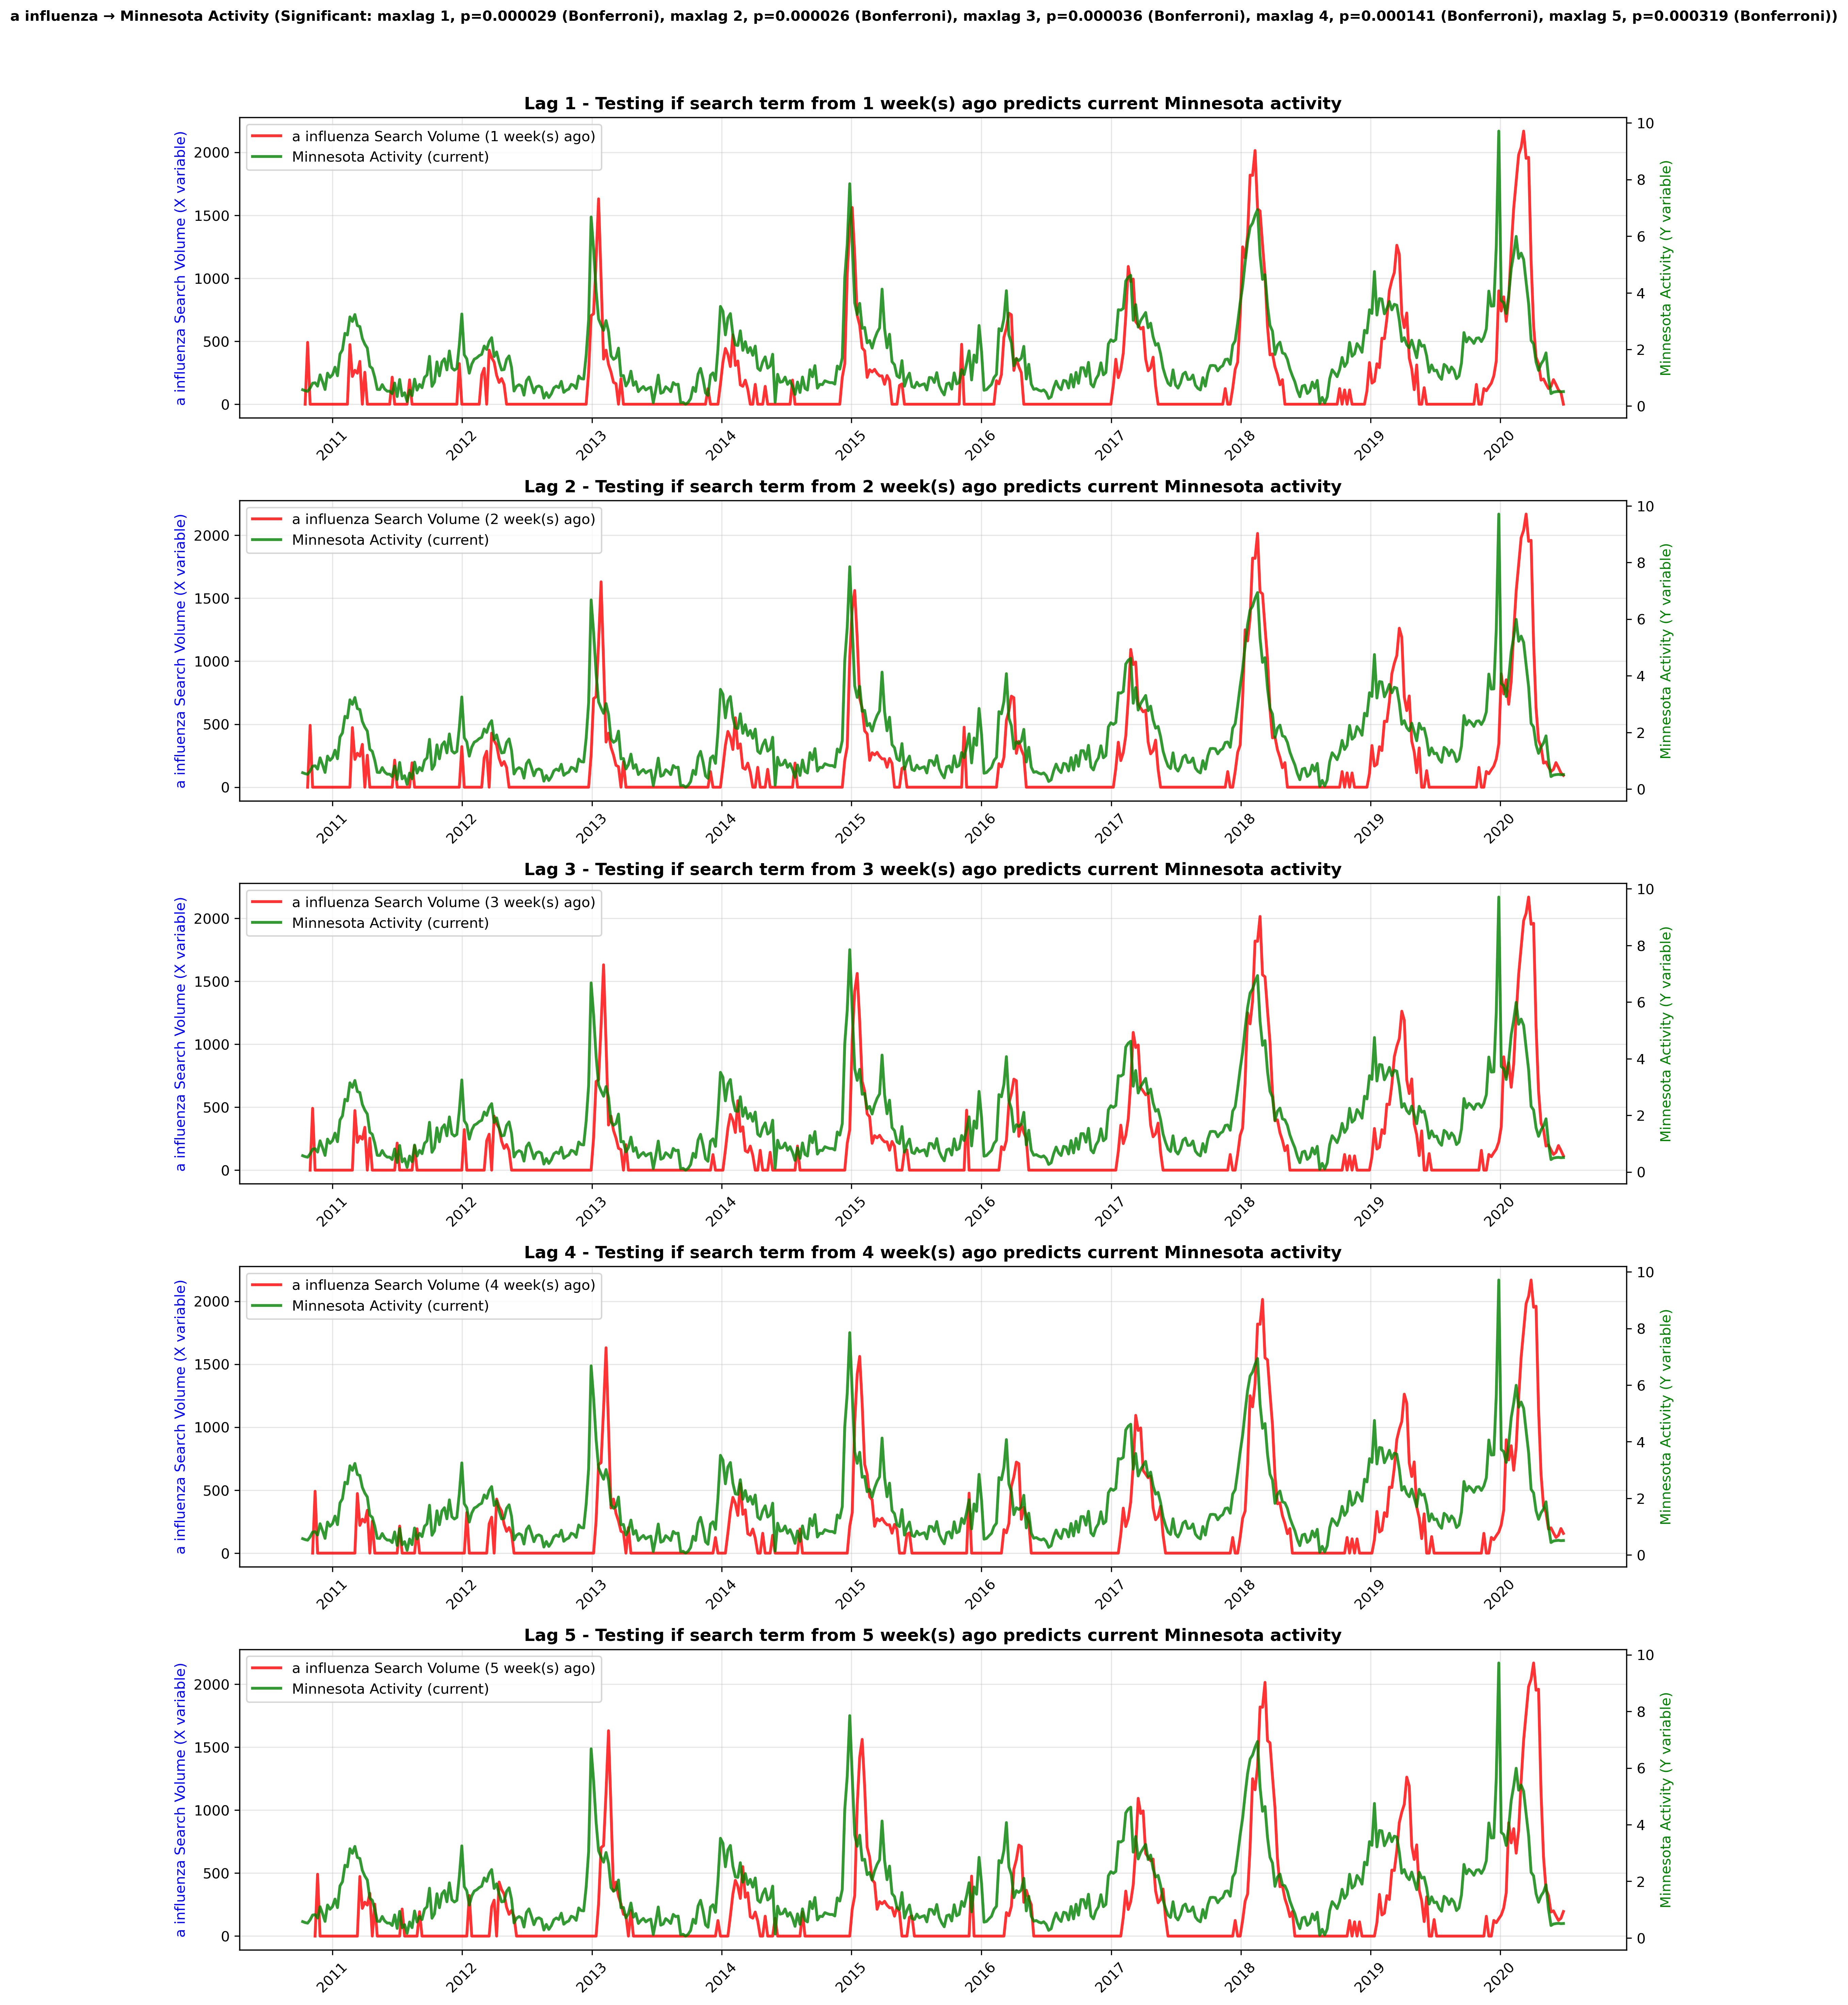 a influenza → Minnesota Activity (Significant: maxlag 1, p=0.000029 (Bonferroni), maxlag 2, p=0.000026 (Bonferroni), maxlag 3, p=0.000036 (Bonferroni), maxlag 4, p=0.000141 (Bonferroni), maxlag 5, p=0.000319 (Bonferroni))
Lag 1 - Testing if search term from 1 week(s) ago predicts current Minnesota activity
a influenza Search Volume (1 week(s) ago)
Minnesota Activity (current)
a influenza Search Volume (X variable)
2000
1500
1000
500
0
10
8
6
4
2
0
Minnesota Activity (Y variable)
2011 2012 2013 2014 2015 2016 2017 2018 2019 2020
Lag 2 - Testing if search term from 2 week(s) ago predicts current Minnesota activity
a influenza Search Volume (2 week(s) ago)
Minnesota Activity (current)
a influenza Search Volume (X variable)
2000
1500
1000
500
0
10
8
6
4
2
0
Minnesota Activity (Y variable)
2011 2012 2013 2014 2015 2016 2017 2018 2019 2020
Lag 3 - Testing if search term from 3 week(s) ago predicts current Minnesota activity
a influenza Search Volume (3 week(s) ago)
Minnesota Activity (current)
a influenza Search Volume (X variable)
2000
1500
1000
500
0
10
8
6
4
2
0
Minnesota Activity (Y variable)
2011 2012 2013 2014 2015 2016 2017 2018 2019 2020
Lag 4 - Testing if search term from 4 week(s) ago predicts current Minnesota activity
a influenza Search Volume (4 week(s) ago)
Minnesota Activity (current)
a influenza Search Volume (X variable)
2000
1500
1000
500
0
10
8
6
4
2
0
Minnesota Activity (Y variable)
2011 2012 2013 2014 2015 2016 2017 2018 2019 2020
Lag 5 - Testing if search term from 5 week(s) ago predicts current Minnesota activity
a influenza Search Volume (5 week(s) ago)
Minnesota Activity (current)
a influenza Search Volume (X variable)
2000
1500
1000
500
0
10
8
6
4
2
0
Minnesota Activity (Y variable)
2011 2012 2013 2014 2015 2016 2017 2018 2019 2020